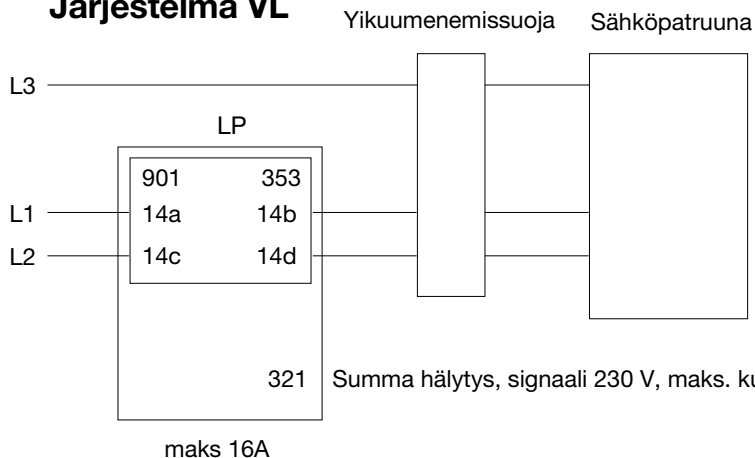 Järjestelmä VL
Yikuumenemissuoja Sähköpatruuna
L3
LP
901 353
L1 14a 14b
L2 14c 14d
321 Summa hälytys, signaali 230 V, maks.
maks 16A